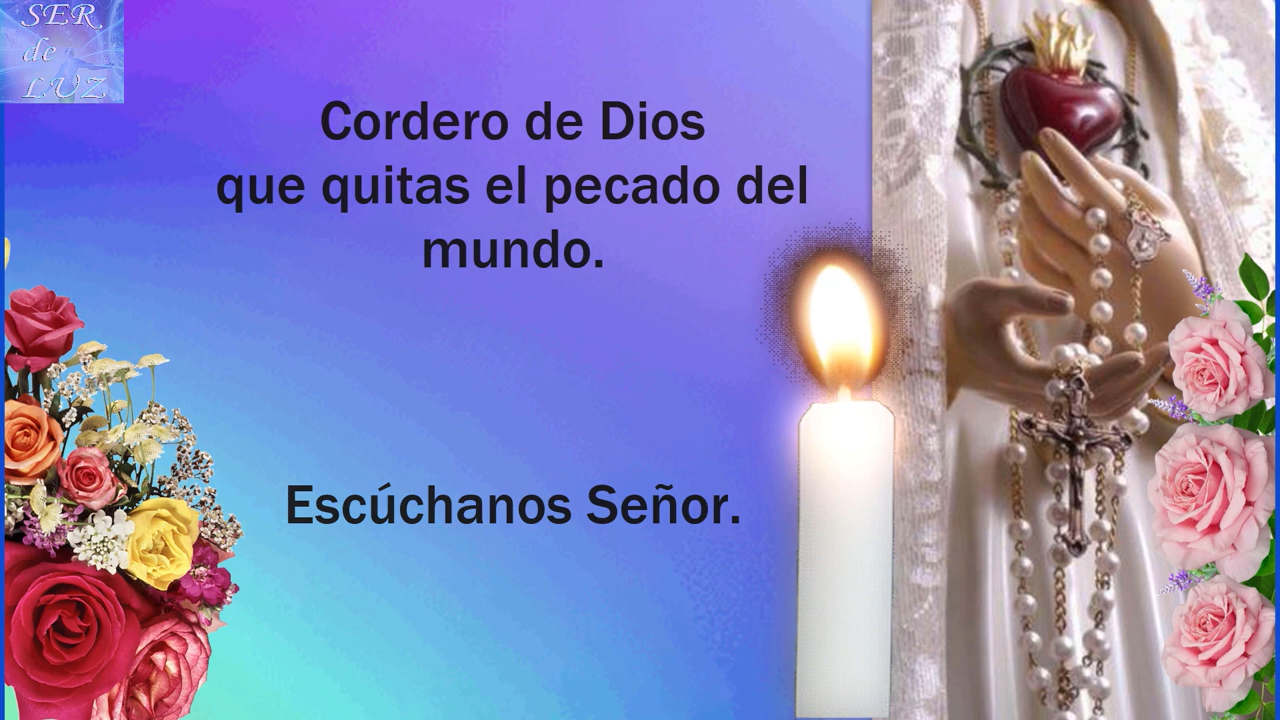 SER
de
LUZ
Cordero de Dios
que quitas el pecado del
mundo.
Escúchanos Señor.